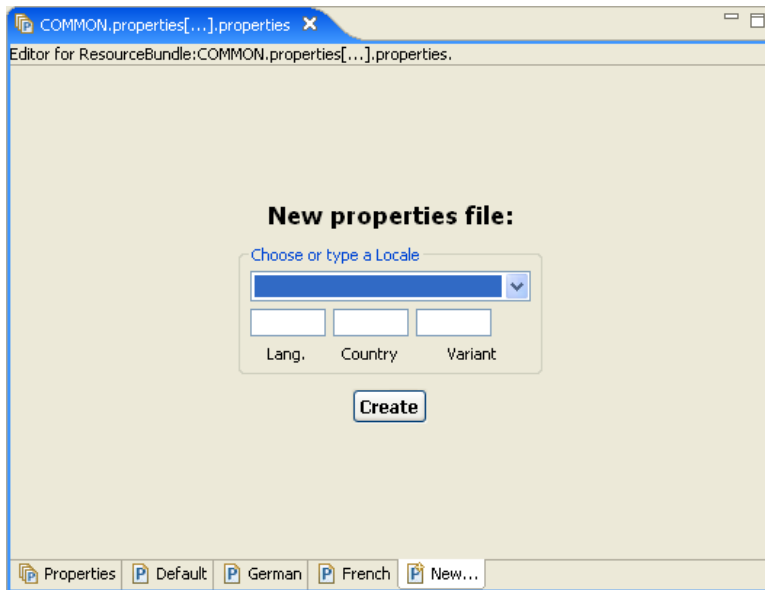 COMMON.properties[...].properties
Editor for ResourceBundle:COMMON.properties[...].properties.
New properties file:
Choose or type a Locale
Lang. Country Variant
Create
Properties Default German French New...